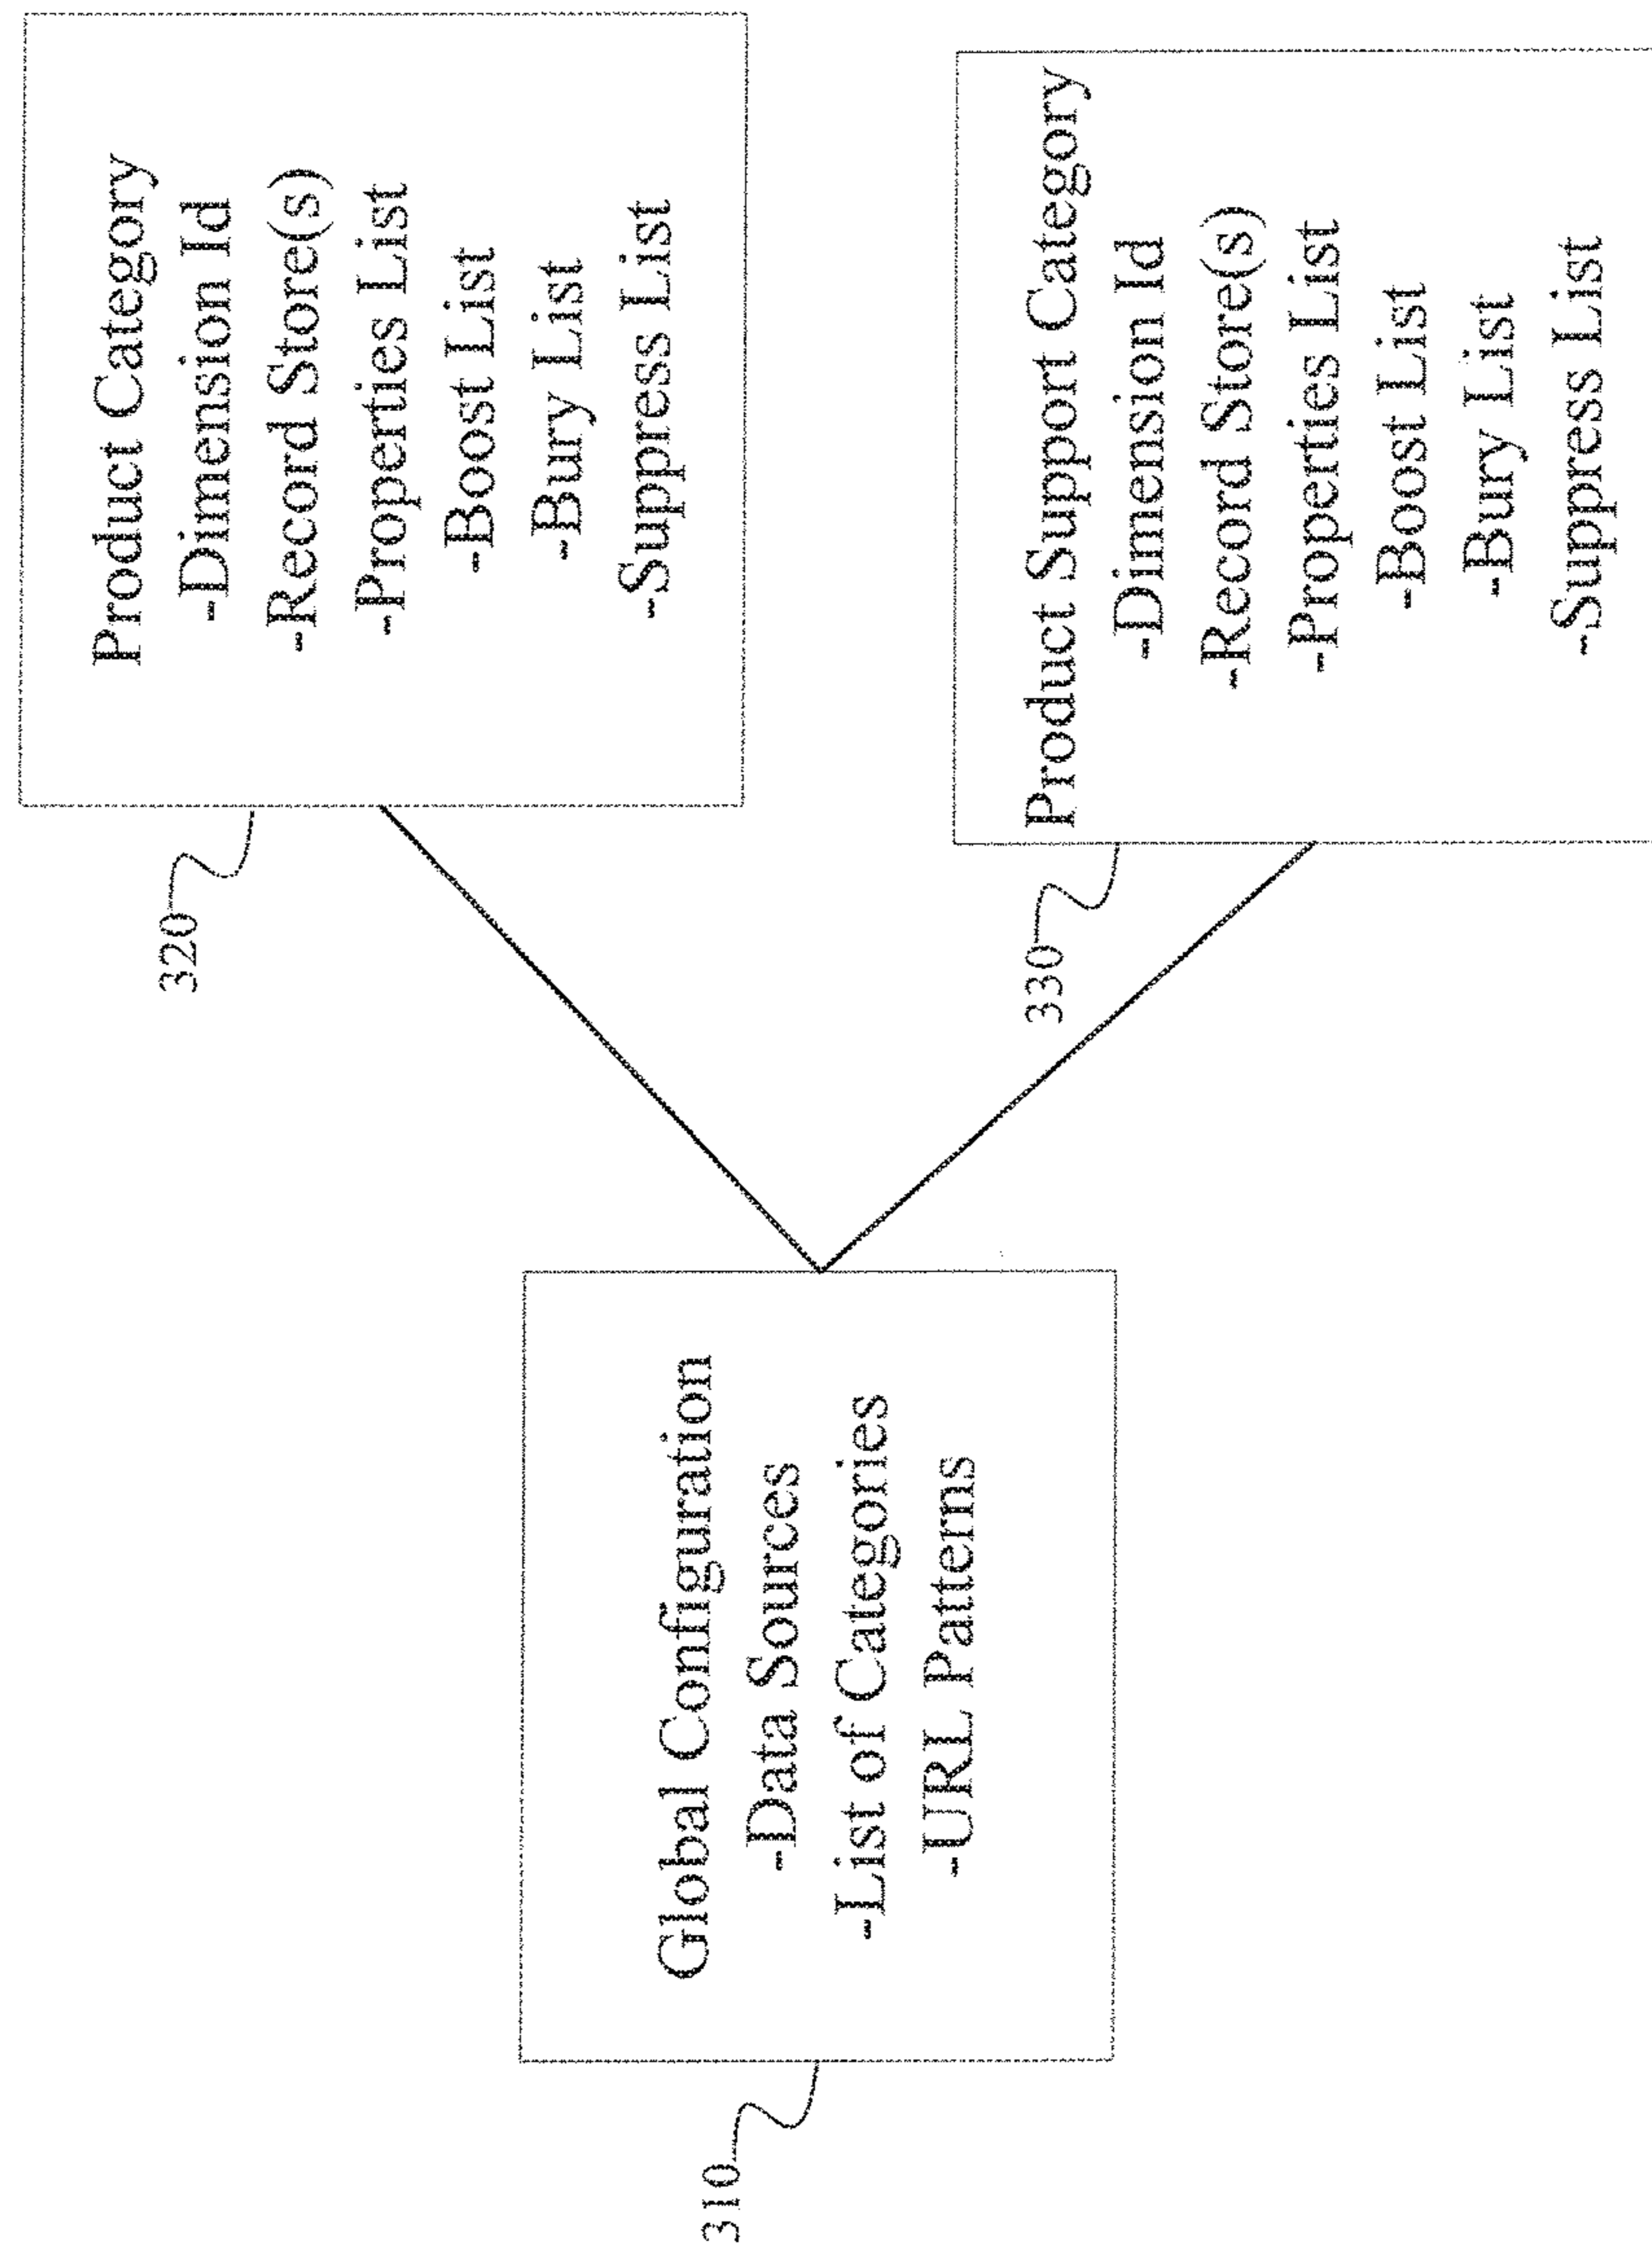 310
Global Configuration
-Data Sources
-List of Categories
-URL Patterns
320
Product Category
-Dimension Id
-Record Store(s)
-Properties List
-Boost List
-Bury List
-Suppress List
330
Product Support Category
-Dimension Id
-Record Store(s)
-Properties List
-Boost List
-Bury List
-Suppress List